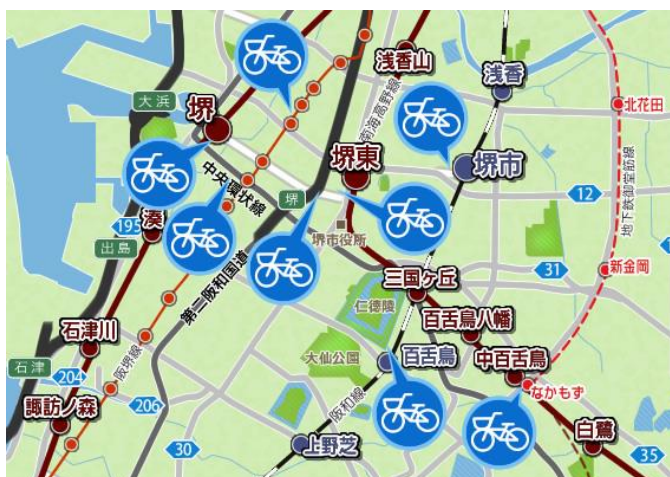 浅香山
浅香
大浜
堺
南海高野線
北花田
堺東
堺市
中央環状線
地下鉄御堂筋線
堺
12
195
湊
堺市役所
出島
第二阪和国道
31
新金岡
三国ヶ丘
仁徳陵
百舌鳥八幡
石津川
大仙公園
百舌鳥
中百舌鳥
石津
204
阪堺線
阪和線
なかもず
諏訪ノ森
206
白鷺
30
上野芝
35